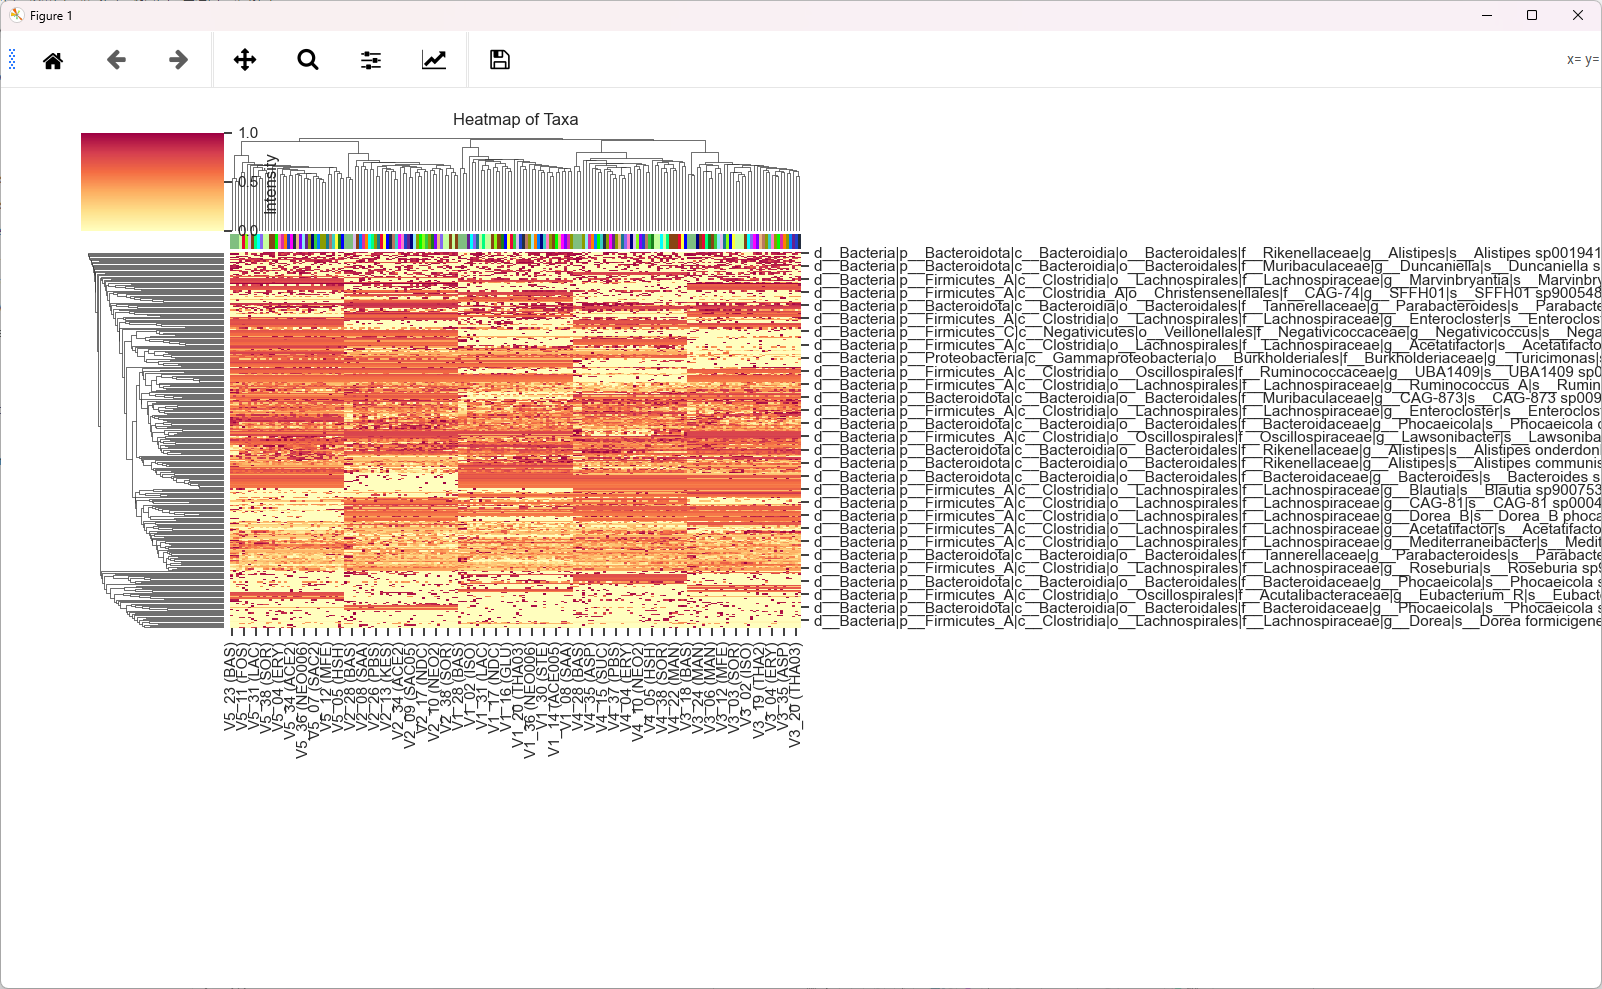 Figure 1
x= y=
Heatmap of Taxa
1.0
0.5
0.0
Intensity
d__Bacteria|p__Bacteroidota|c__Bacteroidia|o__Bacteroidales|f__Rikenellaceae|g__Alistipes|s__Alistipes sp001941
d__Bacteria|p__Bacteroidota|c__Bacteroidia|o__Bacteroidales|f__Muribaculaceae|g__Duncaniella|s__Duncaniella s
d__Bacteria|p__Firmicutes_A|c__Clostridia|o__Lachnospirales|f__Lachnospiraceae|g__Marvinbryantia|s__Marvinbry
d__Bacteria|p__Firmicutes_A|c__Clostridia_A|o__Christensenellales|f__CAG-74|g__SFFH01|s__SFFH01 sp900548
d__Bacteria|p__Bacteroidota|c__Bacteroidia|o__Bacteroidales|f__Tannerellaceae|g__Parabacteroides|s__Parabacte
d__Bacteria|p__Firmicutes_A|c__Clostridia|o__Lachnospirales|f__Lachnospiraceae|g__Enterocloster|s__Enteroclos
d__Bacteria|p__Firmicutes_C|c__Negativicutes|o__Veillonellales|f__Negativicoccaceae|g__Negativicoccus|s__Nega
d__Bacteria|p__Firmicutes_A|c__Clostridia|o__Lachnospirales|f__Lachnospiraceae|g__Acetatifactor|s__Acetatifacto
d__Bacteria|p__Proteobacteria|c__Gammaproteobacteria|o__Burkholderiales|f__Burkholderiaceae|g__Turicimonas|s
d__Bacteria|p__Firmicutes_A|c__Clostridia|o__Oscillospirales|f__Ruminococcaceae|g__UBA1409|s__UBA1409 sp0
d__Bacteria|p__Firmicutes_A|c__Clostridia|o__Lachnospirales|f__Lachnospiraceae|g__Ruminococcus_A|s__Rumin
d__Bacteria|p__Bacteroidota|c__Bacteroidia|o__Bacteroidales|f__Muribaculaceae|g__CAG-873|s__CAG-873 sp009
d__Bacteria|p__Firmicutes_A|c__Clostridia|o__Lachnospirales|f__Lachnospiraceae|g__Enterocloster|s__Enteroclos
d__Bacteria|p__Bacteroidota|c__Bacteroidia|o__Bacteroidales|f__Bacteroidaceae|g__Phocaeicola|s__Phocaeicola c
d__Bacteria|p__Firmicutes_A|c__Clostridia|o__Oscillospirales|f__Oscillospiraceae|g__Lawsonibacter|s__Lawsoniba
d__Bacteria|p__Bacteroidota|c__Bacteroidia|o__Bacteroidales|f__Rikenellaceae|g__Alistipes|s__Alistipes onderdon
d__Bacteria|p__Bacteroidota|c__Bacteroidia|o__Bacteroidales|f__Rikenellaceae|g__Alistipes|s__Alistipes communis
d__Bacteria|p__Bacteroidota|c__Bacteroidia|o__Bacteroidales|f__Bacteroidaceae|g__Bacteroides|s__Bacteroides s
d__Bacteria|p__Firmicutes_A|c__Clostridia|o__Lachnospirales|f__Lachnospiraceae|g__Blautia|s__Blautia sp900753
d__Bacteria|p__Firmicutes_A|c__Clostridia|o__Lachnospirales|f__Lachnospiraceae|g__CAG-81|s__CAG-81 sp0004
d__Bacteria|p__Firmicutes_A|c__Clostridia|o__Lachnospirales|f__Lachnospiraceae|g__Dorea_B|s__Dorea_B phoca
d__Bacteria|p__Firmicutes_A|c__Clostridia|o__Lachnospirales|f__Lachnospiraceae|g__Acetatifactor|s__Acetatifacto
d__Bacteria|p__Firmicutes_A|c__Clostridia|o__Lachnospirales|f__Lachnospiraceae|g__Mediterraneibacter|s__Medit
d__Bacteria|p__Bacteroidota|c__Bacteroidia|o__Bacteroidales|f__Tannerellaceae|g__Parabacteroides|s__Parabacte
d__Bacteria|p__Firmicutes_A|c__Clostridia|o__Lachnospirales|f__Lachnospiraceae|g__Roseburia|s__Roseburia sp9
d__Bacteria|p__Bacteroidota|c__Bacteroidia|o__Bacteroidales|f__Bacteroidaceae|g__Phocaeicola|s__Phocaeicola s
d__Bacteria|p__Firmicutes_A|c__Clostridia|o__Oscillospirales|f__Acutalibacteraceae|g__Eubacterium_R|s__Eubact
d__Bacteria|p__Bacteroidota|c__Bacteroidia|o__Bacteroidales|f__Bacteroidaceae|g__Phocaeicola|s__Phocaeicola s
d__Bacteria|p__Firmicutes_A|c__Clostridia|o__Lachnospirales|f__Lachnospiraceae|g__Dorea|s__Dorea formicigene
V5_23 (BAS)
V5_11 (FOS)
V5_31 (LAC)
V5_38 (SOR)
V5_04 (ERY)
V5_34 (ACE2)
V5_36 (NEO006)
V5_07 (SAC2)
V5_12 (MFE)
V5_05 (HSH)
V2_28 (BAS)
V2_08 (SAA)
V2_26 (PBS)
V2_13 (KES)
V2_34 (ACE2)
V2_09 (SAC05)
V2_17 (NDC)
V2_10 (NEO2)
V2_38 (SOR)
V1_28 (BAS)
V1_02 (ISO)
V1_31 (LAC)
V1_17 (NDC)
V1_16 (GLU)
V1_20 (THA03)
V1_36 (NEO006)
V1_30 (STE)
V1_14 (ACE005)
V1_08 (SAA)
V4_28 (BAS)
V4_35 (ASP)
V4_15 (SUC)
V4_37 (PBS)
V4_04 (ERY)
V4_10 (NEO2)
V4_05 (HSH)
V4_38 (SOR)
V4_22 (MAN)
V3_18 (BAS)
V3_24 (MAN)
V3_06 (MAN)
V3_12 (MFE)
V3_03 (SOR)
V3_02 (ISO)
V3_19 (THA2)
V3_04 (ERY)
V3_35 (ASP)
V3_20 (THA03)